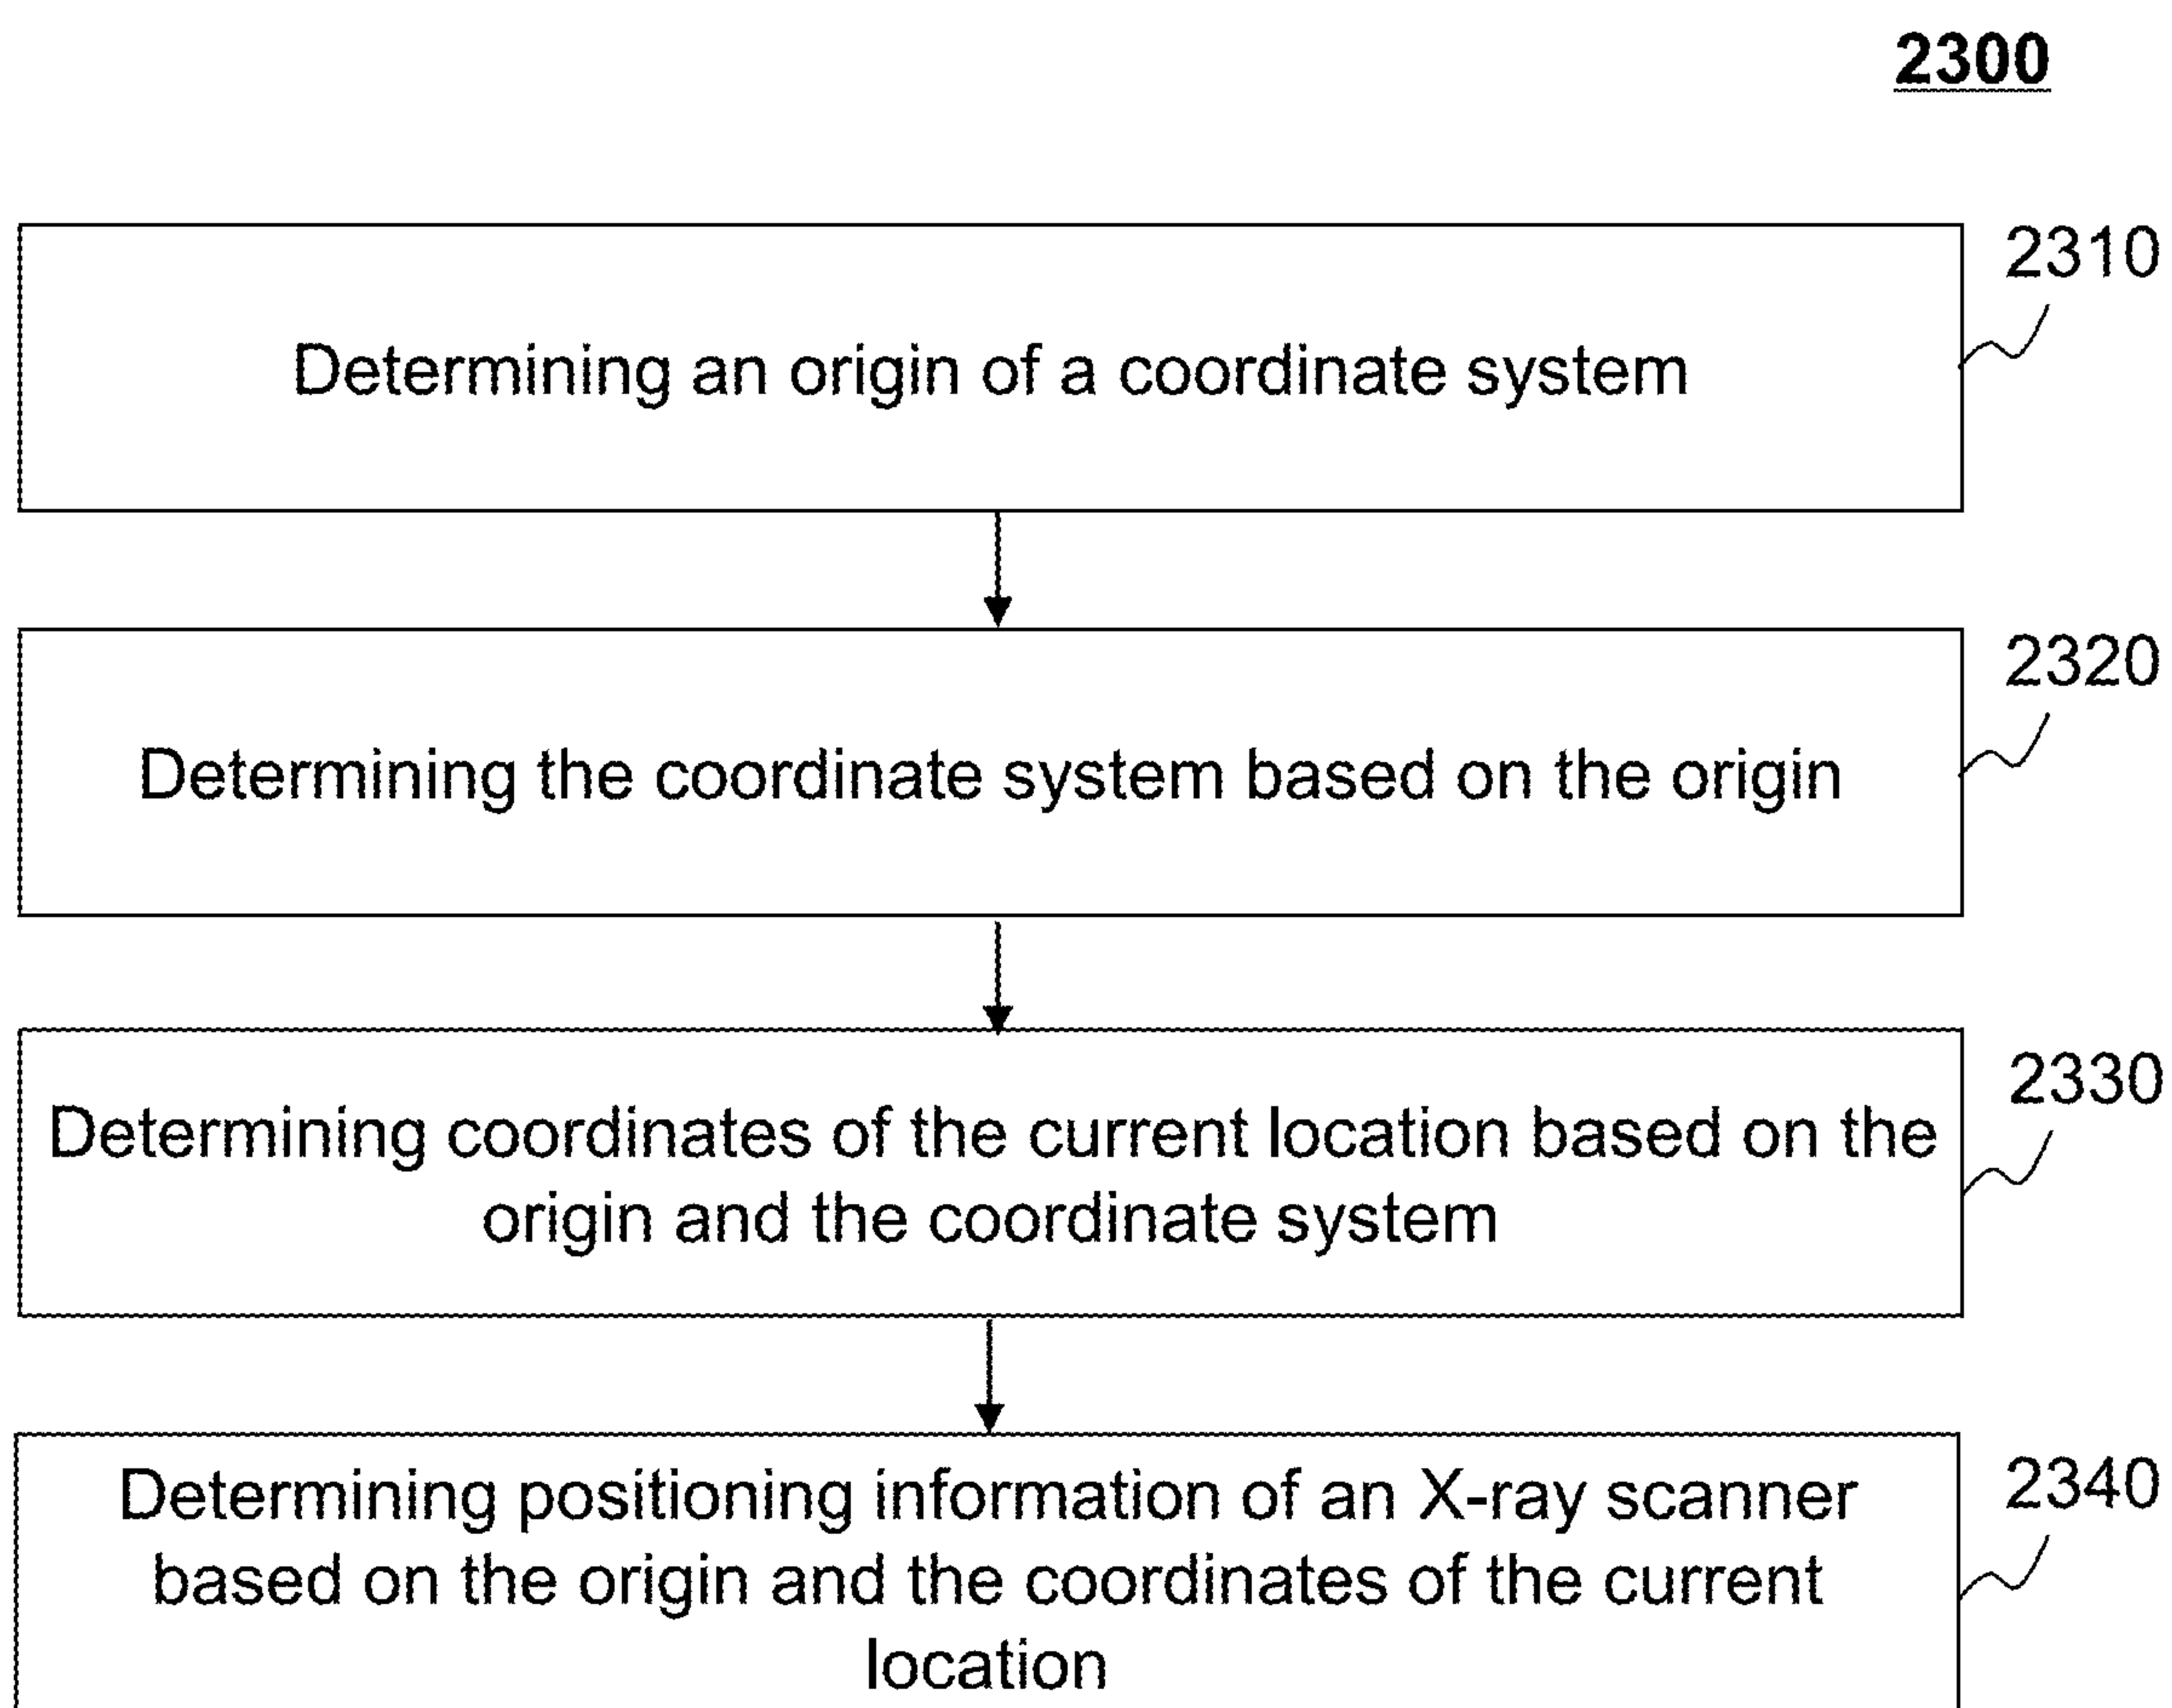 2300
2310
Determining an origin of a coordinate system
2320
Determining the coordinate system based on the origin
2330
Determining coordinates of the current location based on the
origin and the coordinate system
2340
Determining positioning information of an X-ray scanner
based on the origin and the coordinates of the current
location